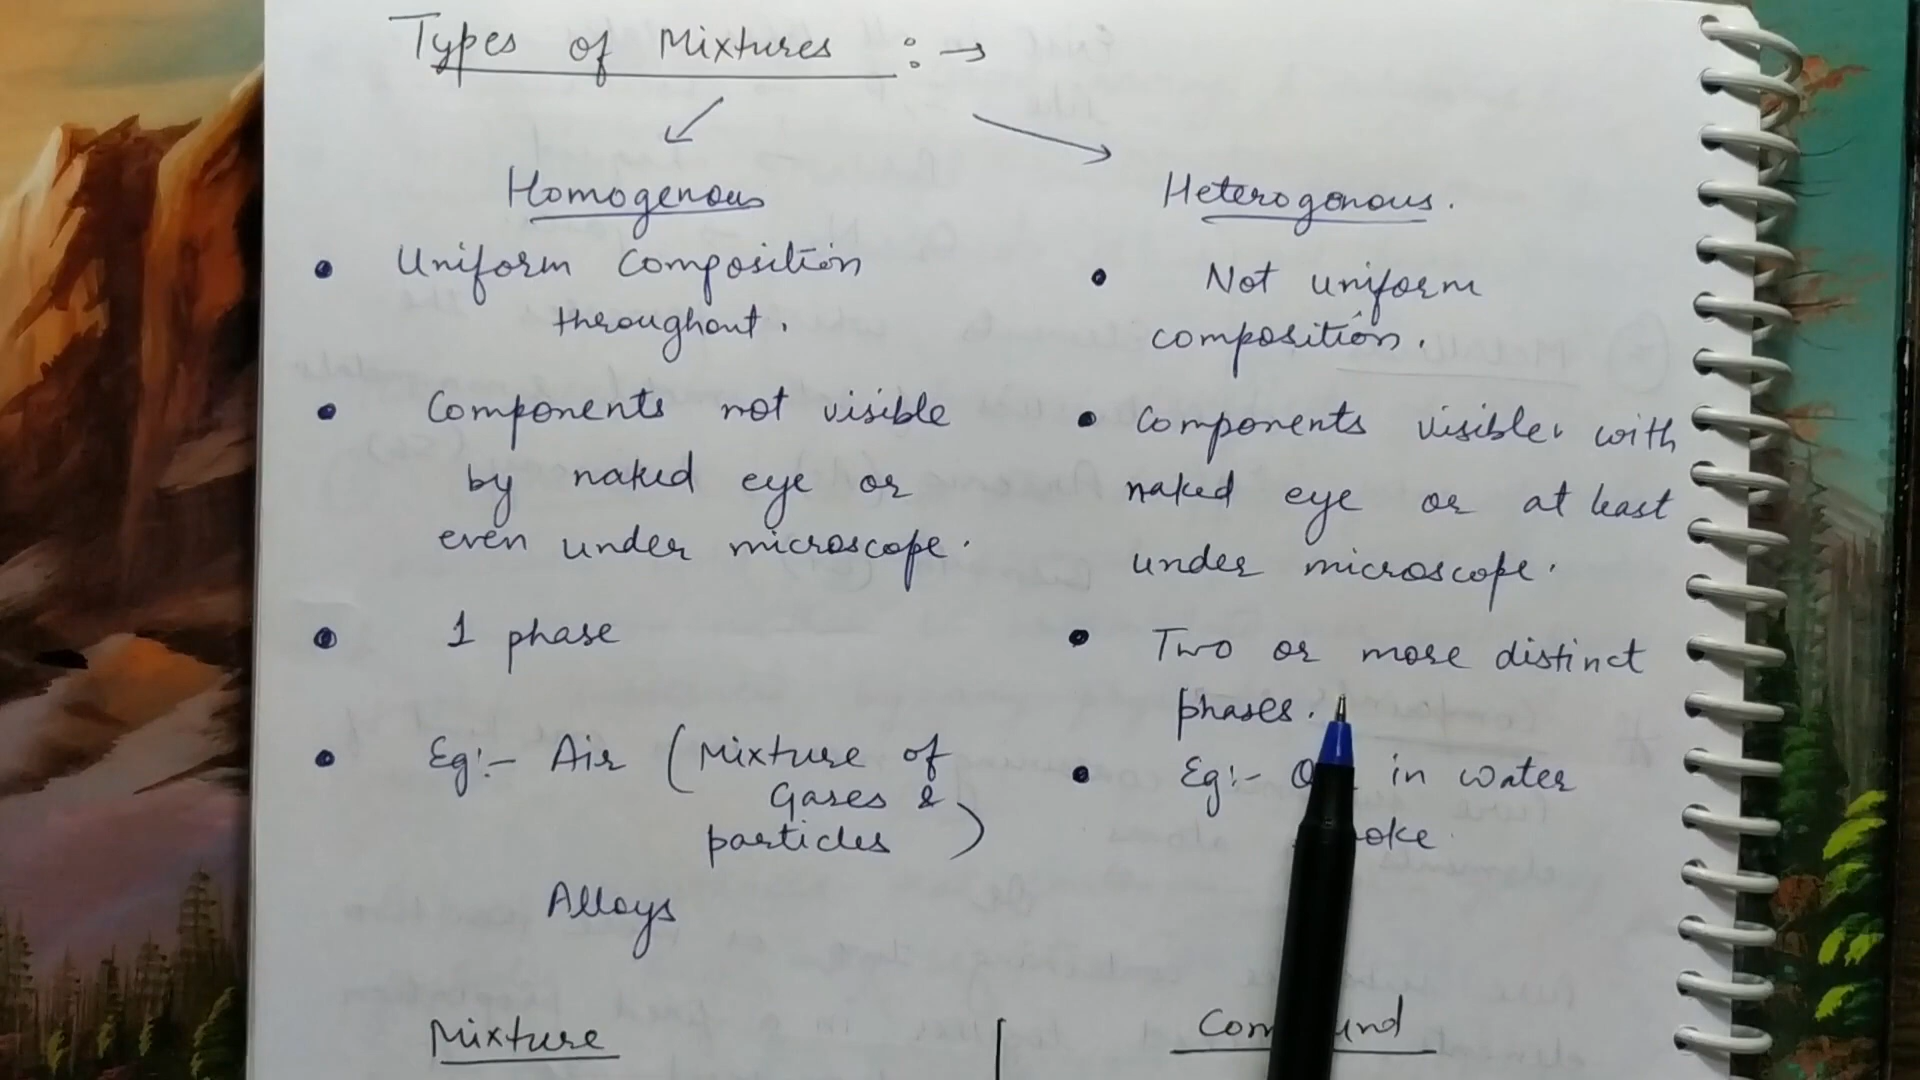 Types of Mixtures :→
Homogenous
• Uniform composition
throughout.
• Components not visible
by naked eye or
even under microscope.
• 1 phase
• Eg:- Air (Mixture of
Gases &
particles)
Alloys
Heterogenous.
• Not uniform
composition.
• Components visible with
naked eye or at least
under microscope.
• Two or more distinct
phases.
• Eg:- in water
Mixture